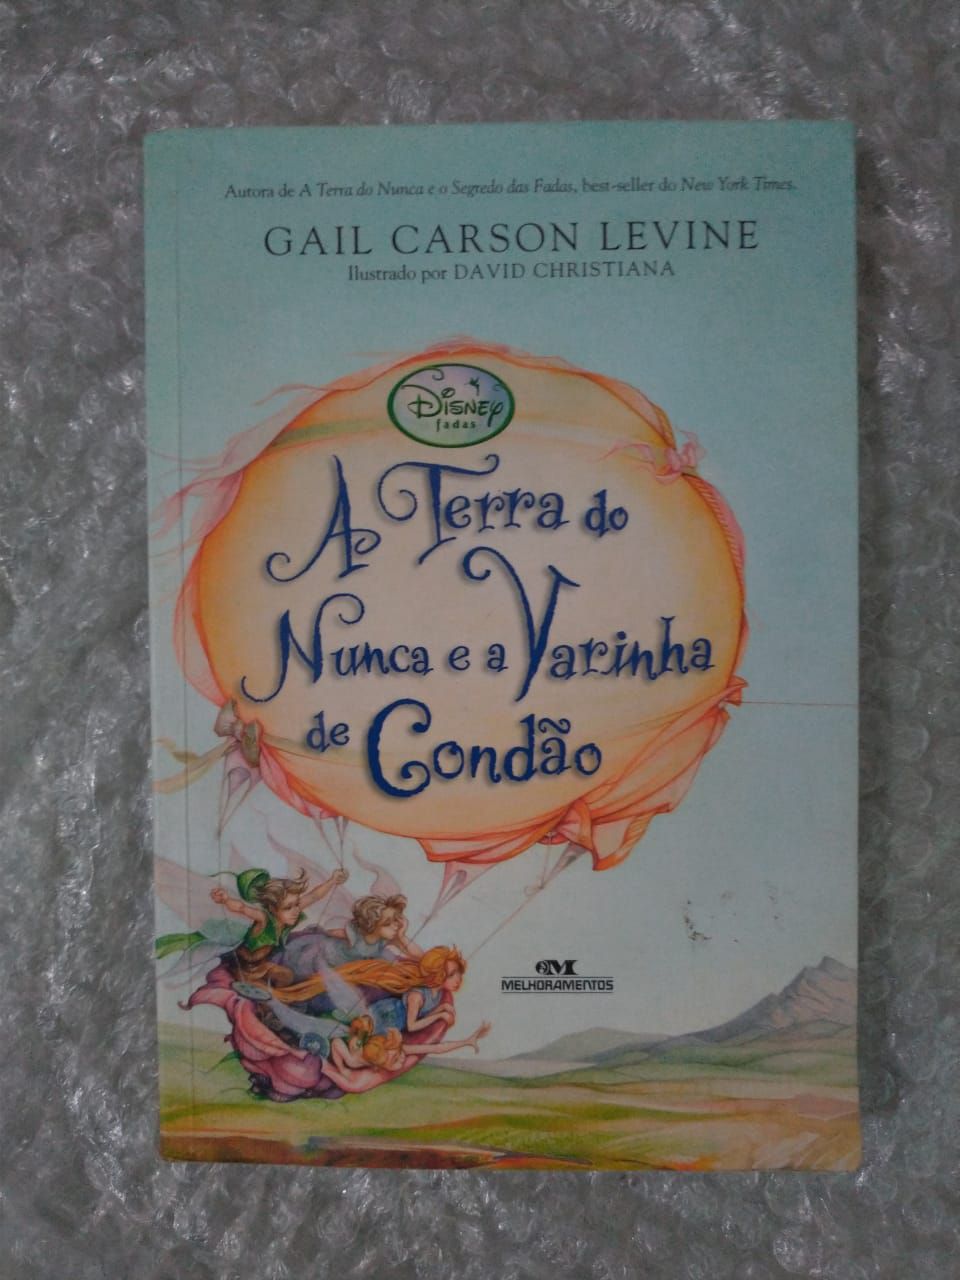 Autora de A Terra do Nunca e o Segredo das Fadas, best-seller do New York Times.
GAIL CARSON LEVINE
Ilustrado por DAVID CHRISTIANA
Disney
fadas
A Terra do
Nunca e a Varinha
de Condão
MELHORAMENTOS